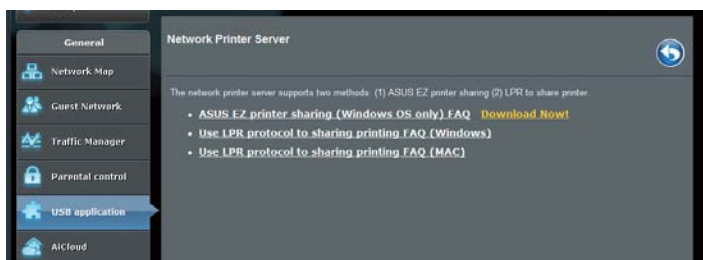 General
Network Map
Guest Network
Traffic Manager
Parental control
USB application
AiCloud
Network Printer Server
The network printer server supports two methods: (1) ASUS EZ printer sharing (2) LPR to share printer.
ASUS EZ printer sharing (Windows OS only) FAQ Download Now!
Use LPR protocol to sharing printing FAQ (Windows)
Use LPR protocol to sharing printing FAQ (MAC)